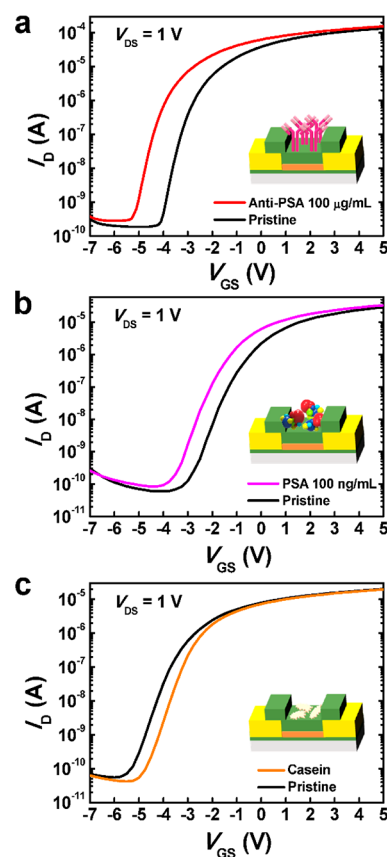 a
V_DS = 1 V
10^-4
10^-5
10^-6
10^-7
10^-8
10^-9
10^-10
I_D (A)
Anti-PSA 100 μg/mL
Pristine
-7 -6 -5 -4 -3 -2 -1 0 1 2 3 4 5
V_GS (V)
b
V_DS = 1 V
10^-5
10^-6
10^-7
10^-8
10^-9
10^-10
10^-11
I_D (A)
PSA 100 ng/mL
Pristine
-7 -6 -5 -4 -3 -2 -1 0 1 2 3 4 5
V_GS (V)
c
V_DS = 1 V
10^-5
10^-6
10^-7
10^-8
10^-9
10^-10
10^-11
I_D (A)
Casein
Pristine
-7 -6 -5 -4 -3 -2 -1 0 1 2 3 4 5
V_GS (V)